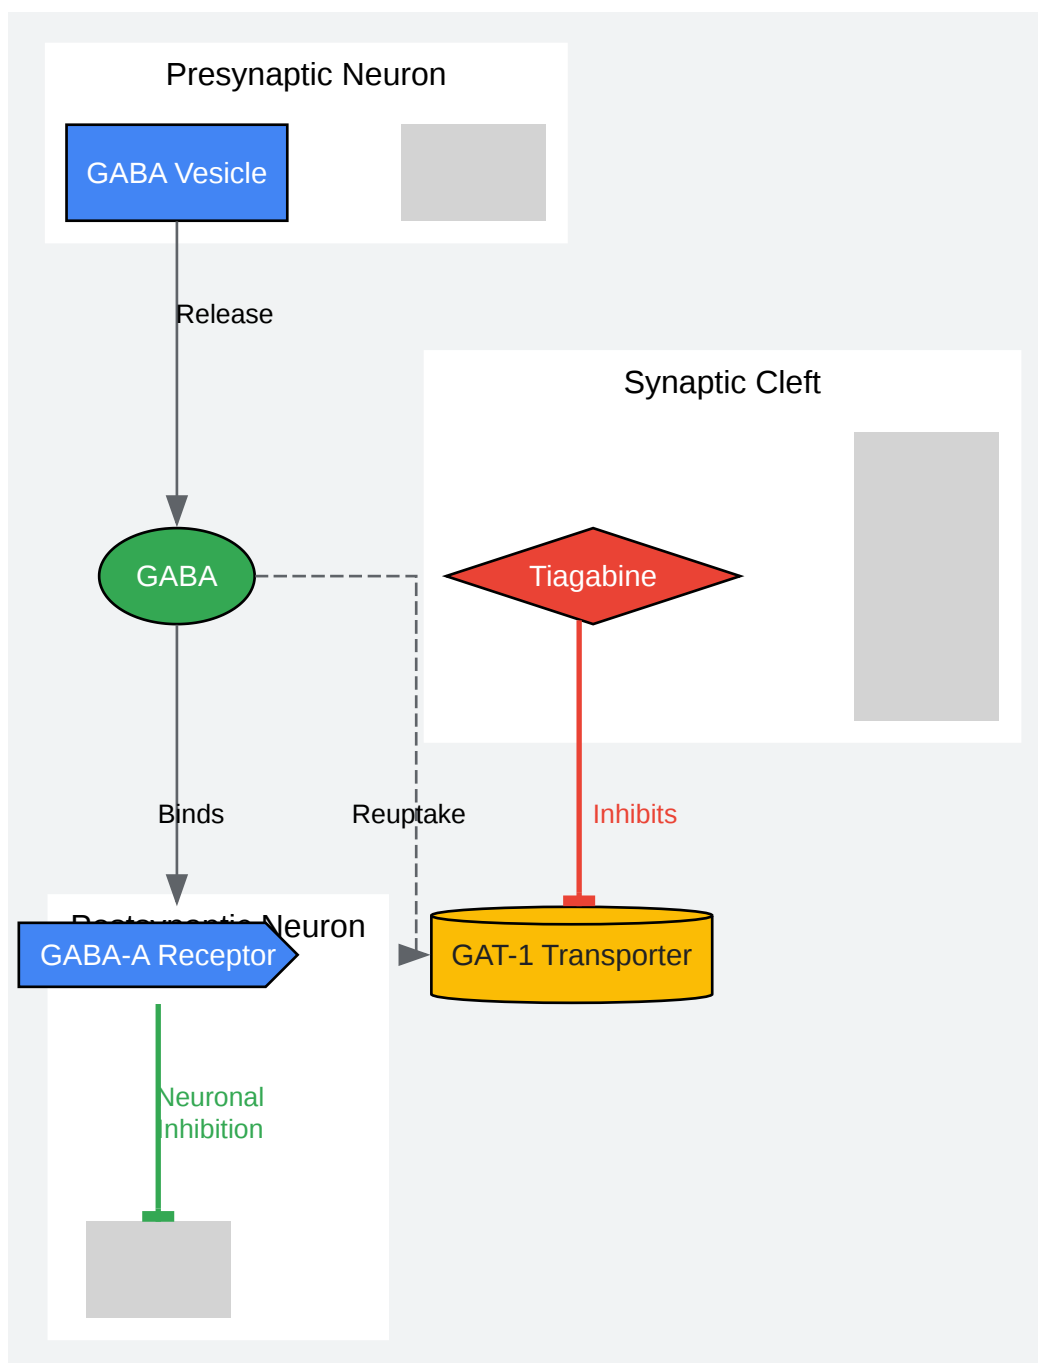 Presynaptic Neuron
GABA Vesicle
Release
Synaptic Cleft
GABA
Tiagabine
Binds
Reuptake
Inhibits
Postsynaptic Neuron
GABA-A Receptor
GAT-1 Transporter
Neuronal
Inhibition